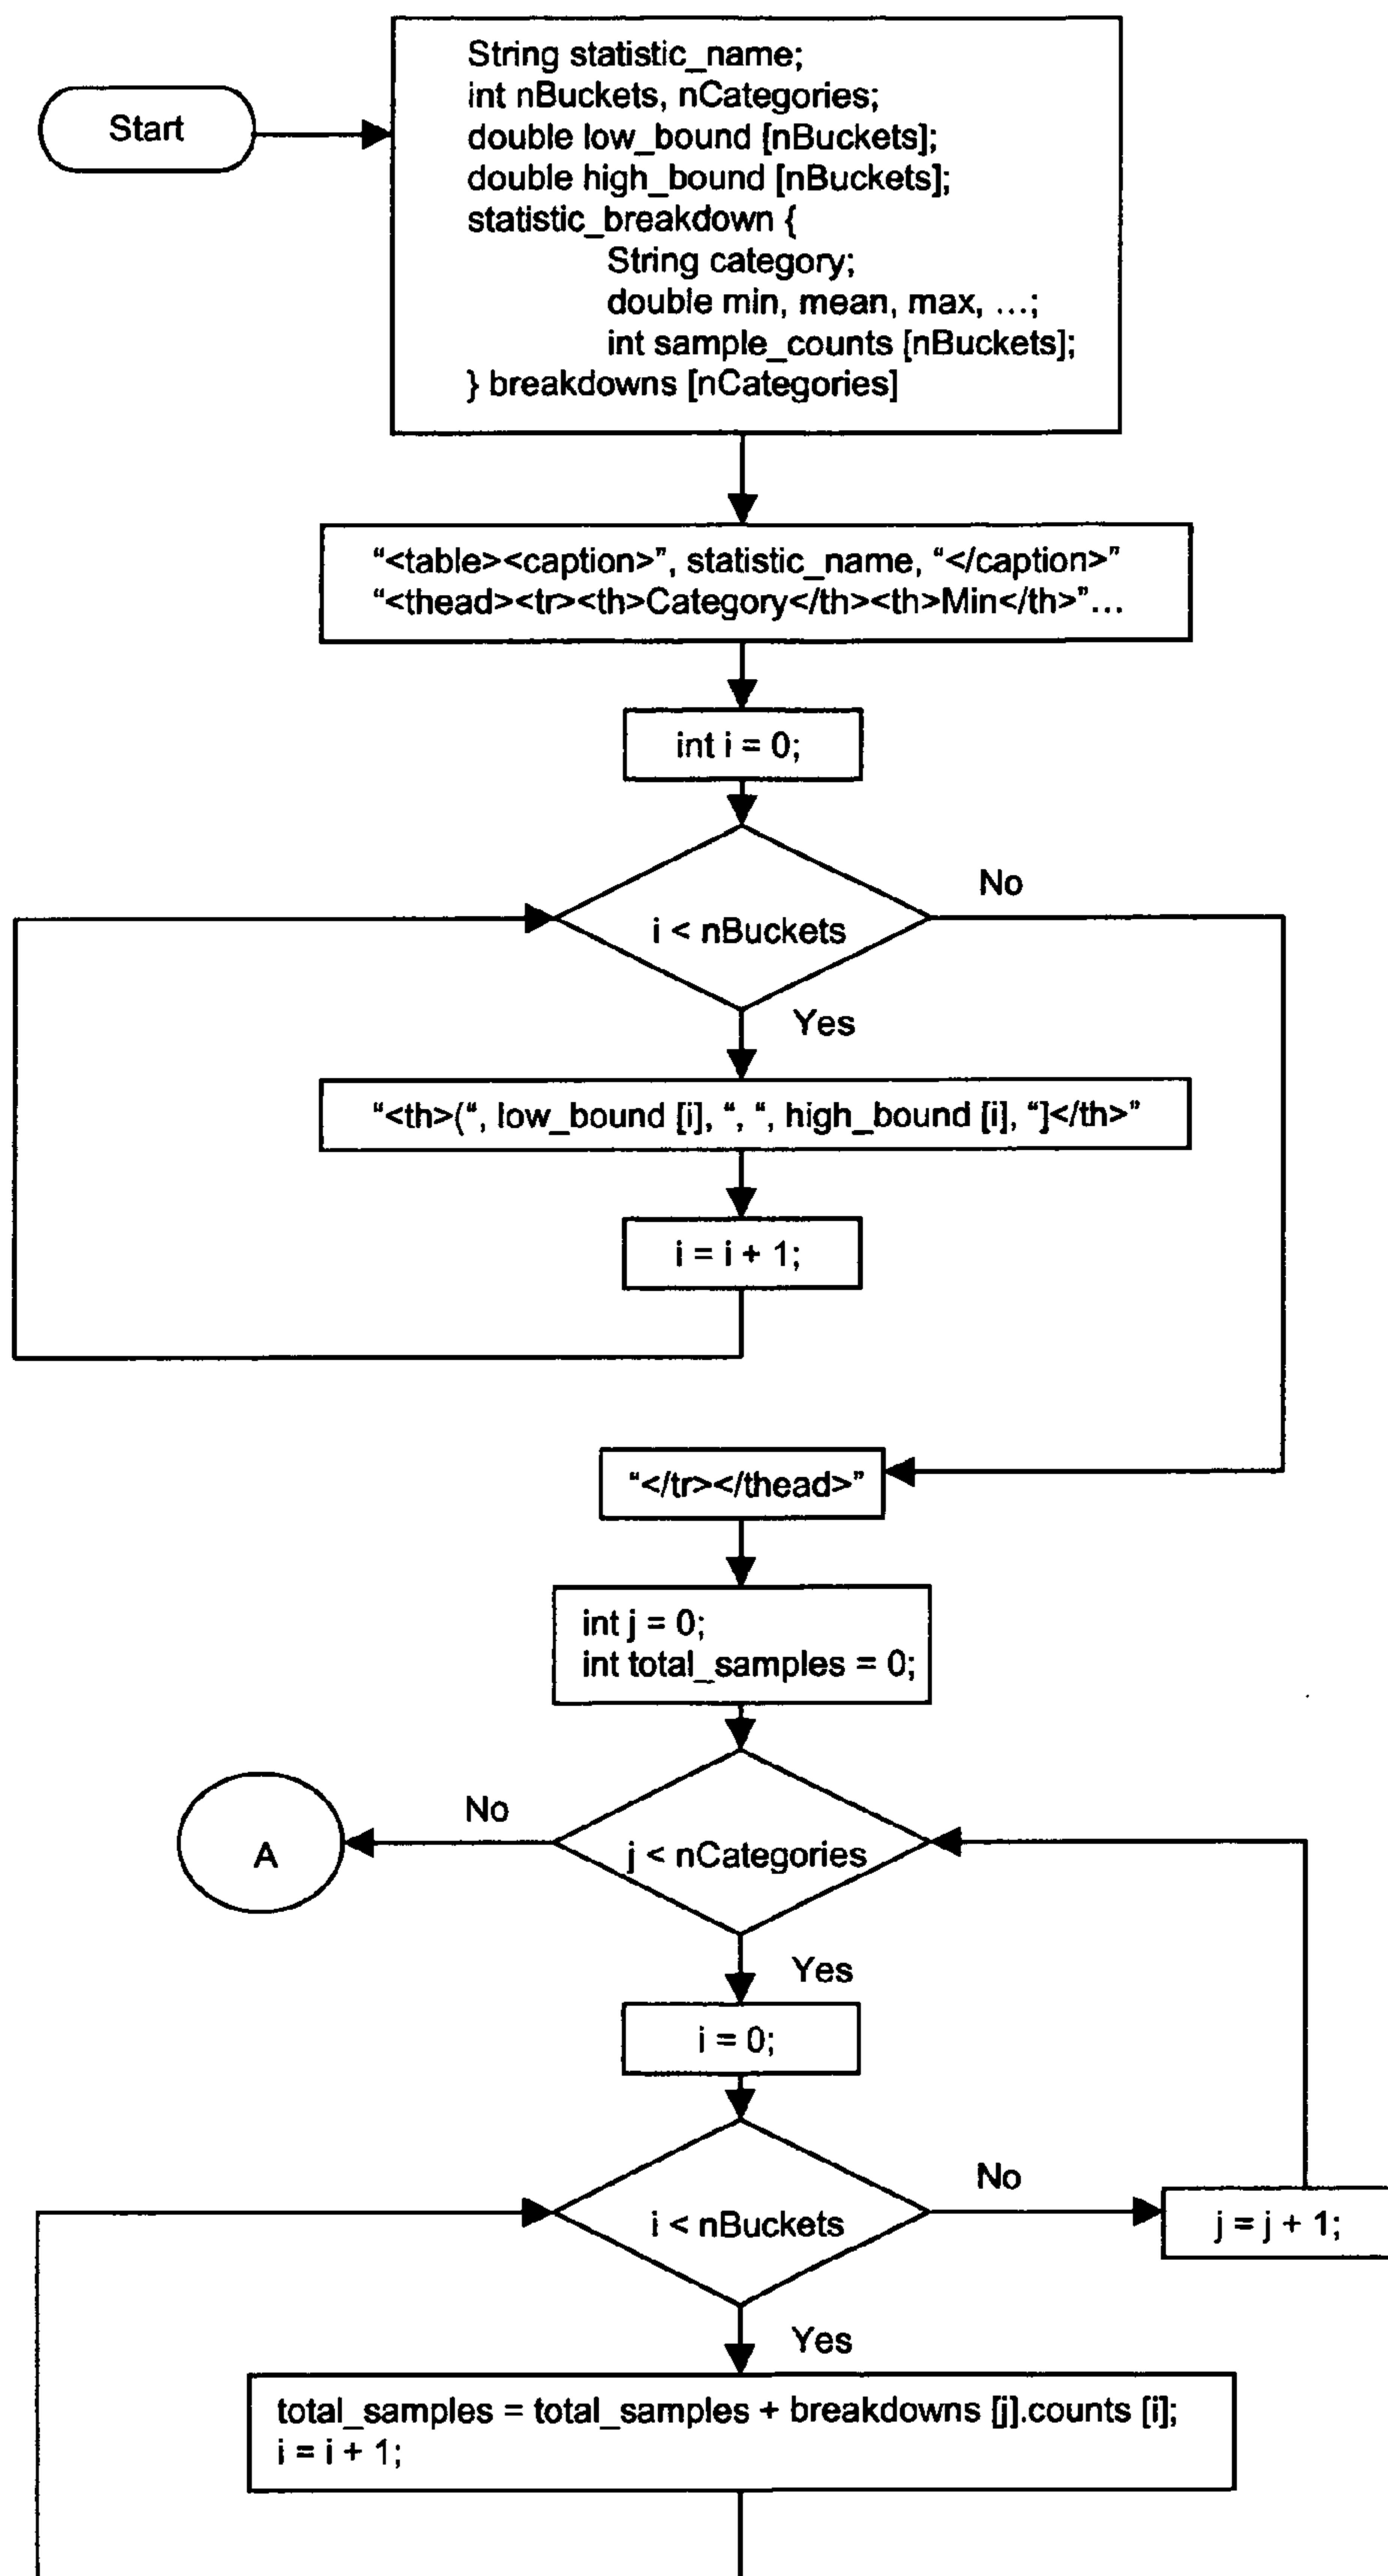 Start
String statistic_name;
int nBuckets, nCategories;
double low_bound [nBuckets];
double high_bound [nBuckets];
statistic_breakdown {
String category;
double min, mean, max, …;
int sample_counts [nBuckets];
} breakdowns [nCategories]
“<table><caption>”, statistic_name, “</caption>”
“<thead><tr><th>Category</th><th>Min</th>”…
int i = 0;
i < nBuckets
No
Yes
“<th>(“, low_bound [i], “, “, high_bound [i], “]</th>”
i = i + 1;
“</tr></thead>”
int j = 0;
int total_samples = 0;
j < nCategories
No
A
Yes
i = 0;
i < nBuckets
No
j = j + 1;
Yes
total_samples = total_samples + breakdowns [j].counts [i];
i = i + 1;